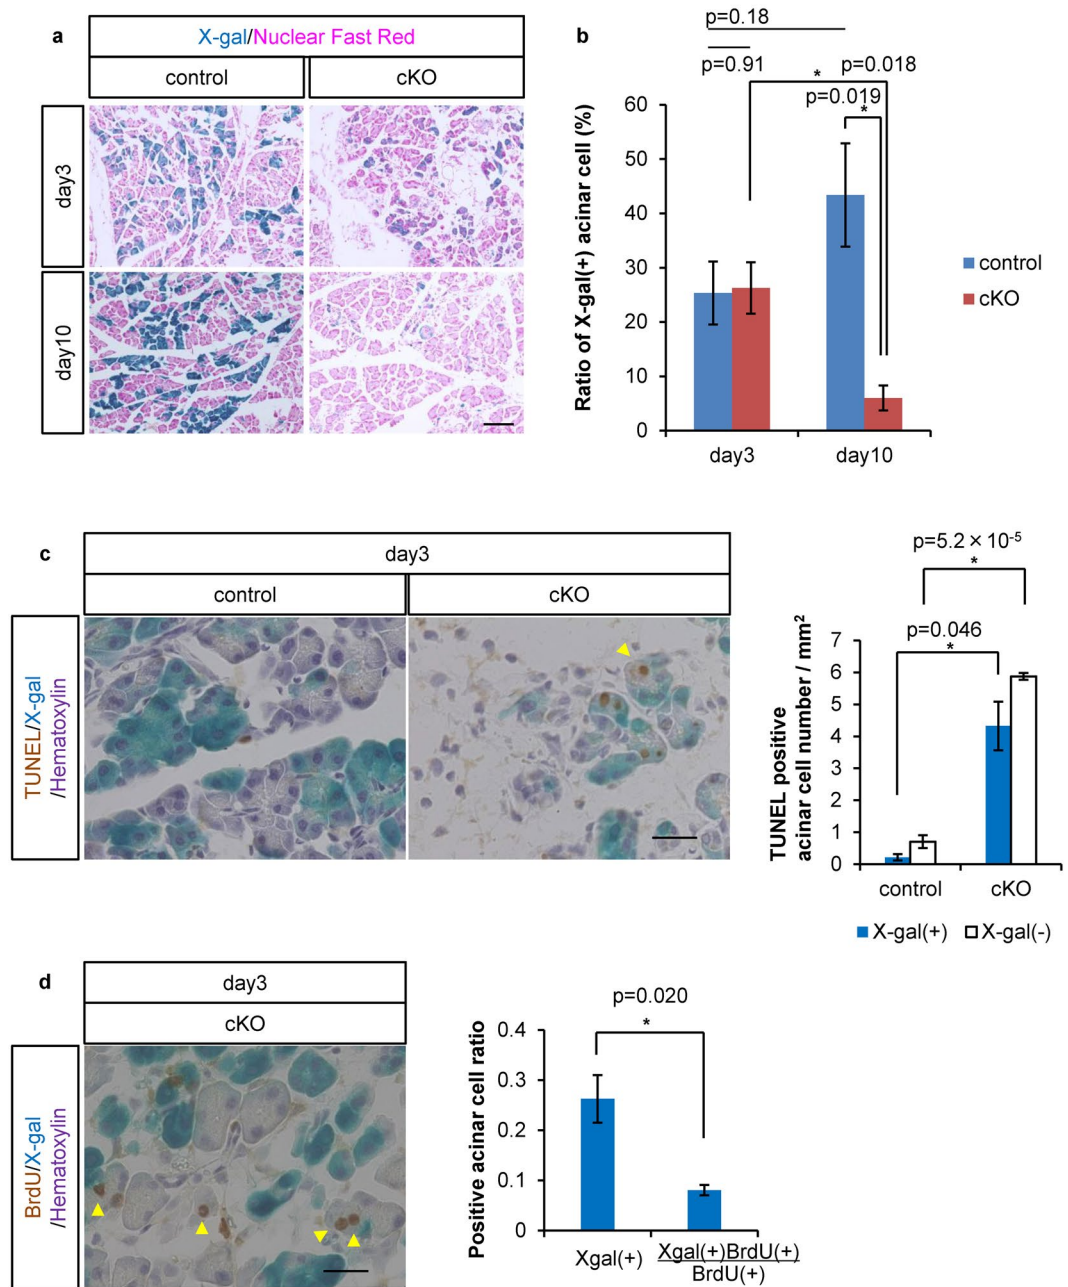 a
X-gal/Nuclear Fast Red
control
cKO
day3
day10
b
p=0.18
p=0.91
*
p=0.018
p=0.019
*
Ratio of X-gal(+) acinar cell (%)
60
50
40
30
20
10
0
day3
day10
control
cKO
c
day3
control
cKO
TUNEL/X-gal
/Hematoxylin
p=5.2×10-5
*
p=0.046
*
TUNEL positive
acinar cell number / mm2
7
6
5
4
3
2
1
0
control
cKO
X-gal(+)
X-gal(-)
d
day3
cKO
BrdU/X-gal
/Hematoxylin
p=0.020
*
Positive acinar cell ratio
0.4
0.3
0.2
0.1
0
Xgal(+)
Xgal(+)BrdU(+)
BrdU(+)